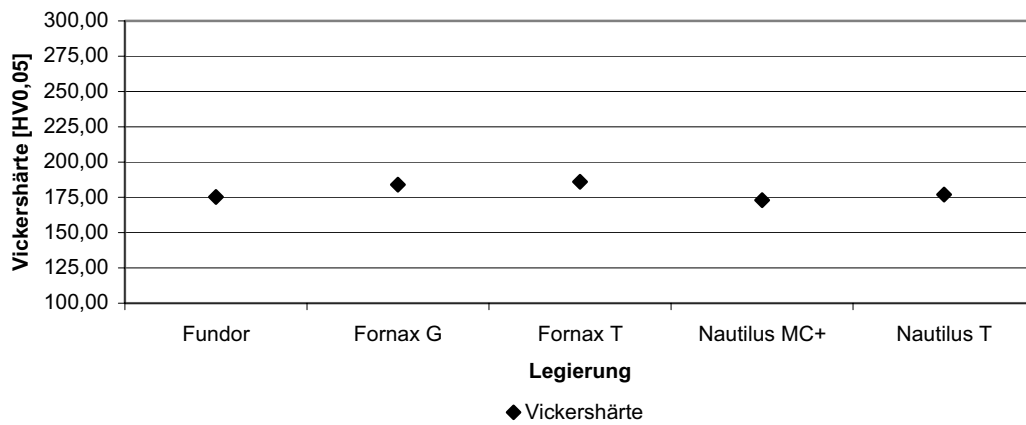 300,00
275,00
250,00
225,00
200,00
175,00
150,00
125,00
100,00
Vickershärte [HV0,05]
Fundor Fornax G Fornax T Nautilus MC+ Nautilus T
Legierung
Vickershärte